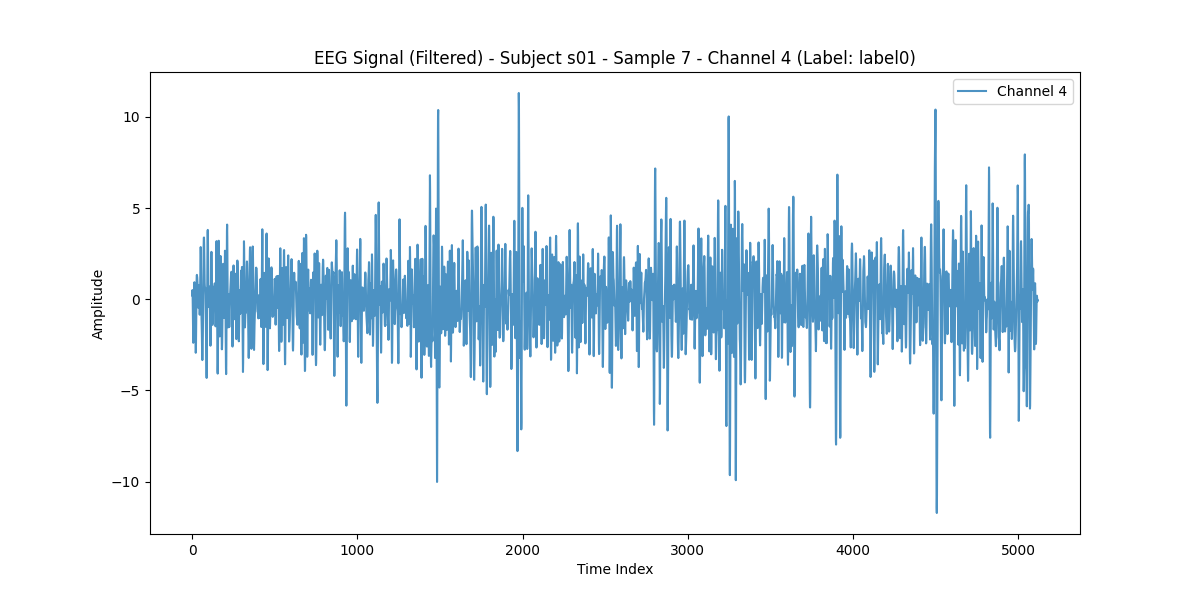 EEG Signal (Filtered) - Subject s01 - Sample 7 - Channel 4 (Label: label0)
Channel 4
10
5
0
−5
−10
Amplitude
0 1000 2000 3000 4000 5000
Time Index